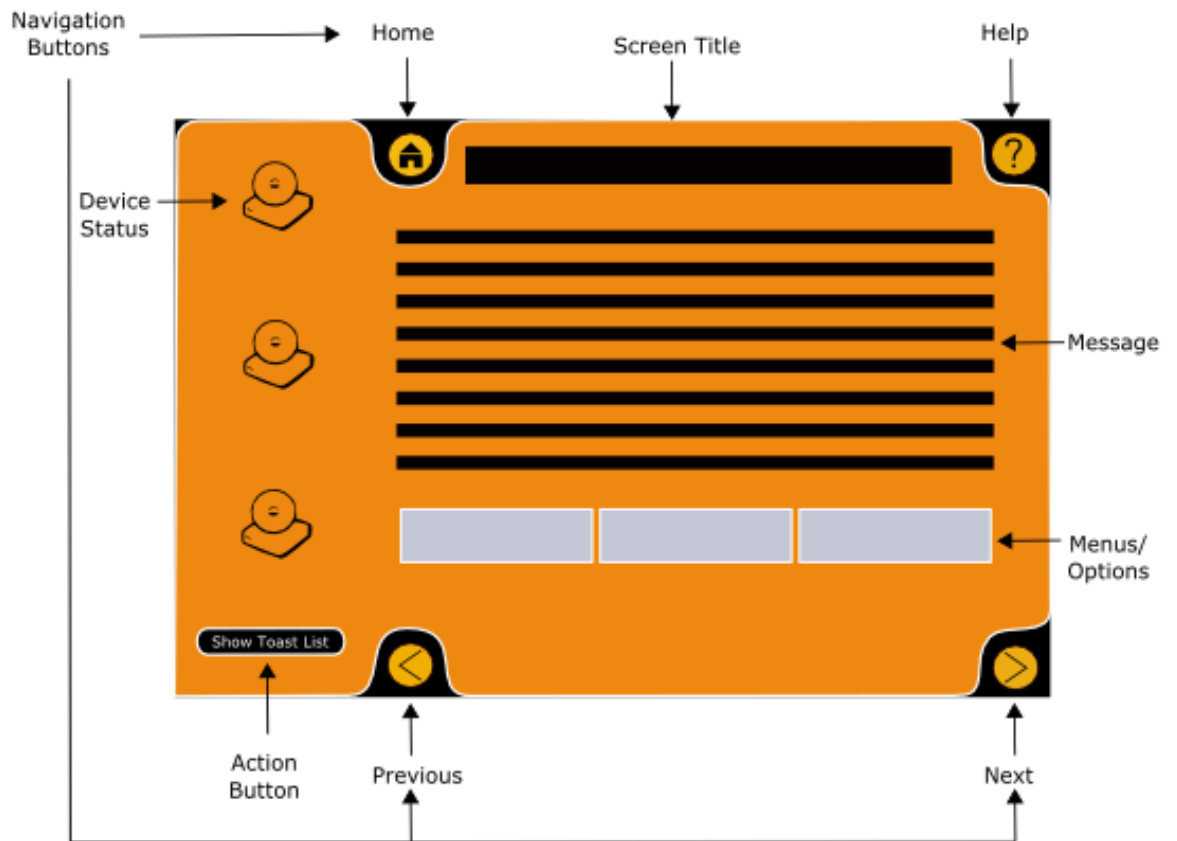 Navigation
Buttons
Home
Screen Title
Help
?
Device
Status
Message
Menus/
Options
Show Toast List
Action
Button
Previous
Next